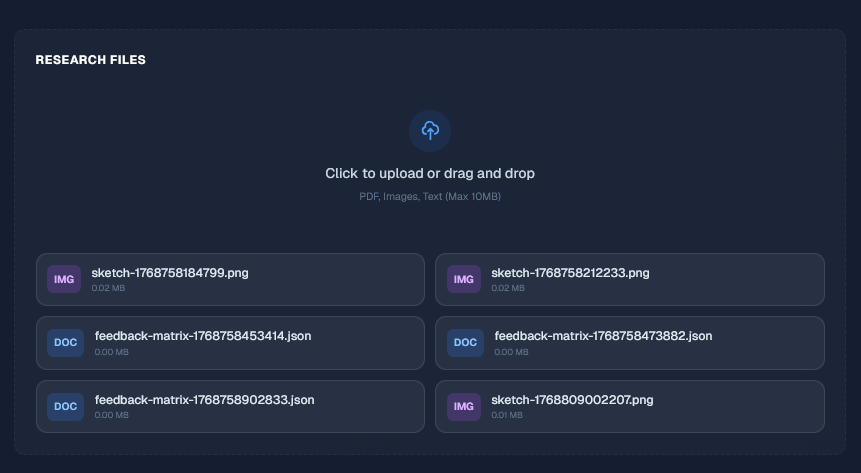 RESEARCH FILES
Click to upload or drag and drop
PDF, Images, Text (Max 10MB)
IMG
sketch-1768758184799.png
0.02 MB
IMG
sketch-1768758212233.png
0.02 MB
DOC
feedback-matrix-1768758453414.json
0.00 MB
DOC
feedback-matrix-1768758473882.json
0.00 MB
DOC
feedback-matrix-1768758902833.json
0.00 MB
IMG
sketch-1768809002207.png
0.01 MB